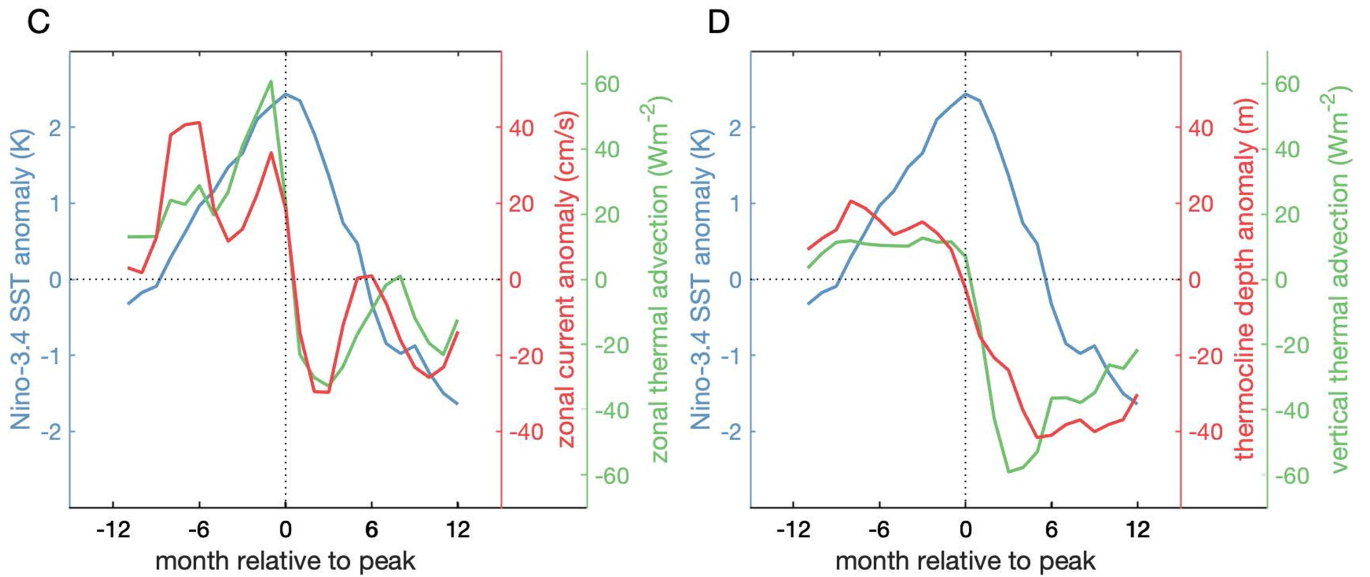 C
Nino-3.4 SST anomaly (K)
2
1
0
-1
-2
40
20
0
-20
-40
zonal current anomaly (cm/s)
60
40
20
0
-20
-40
-60
zonal thermal advection (Wm-2)
-12 -6 0 6 12
month relative to peak
D
Nino-3.4 SST anomaly (K)
2
1
0
-1
-2
40
20
0
-20
-40
thermocline depth anomaly (m)
60
40
20
0
-20
-40
-60
vertical thermal advection (Wm-2)
-12 -6 0 6 12
month relative to peak